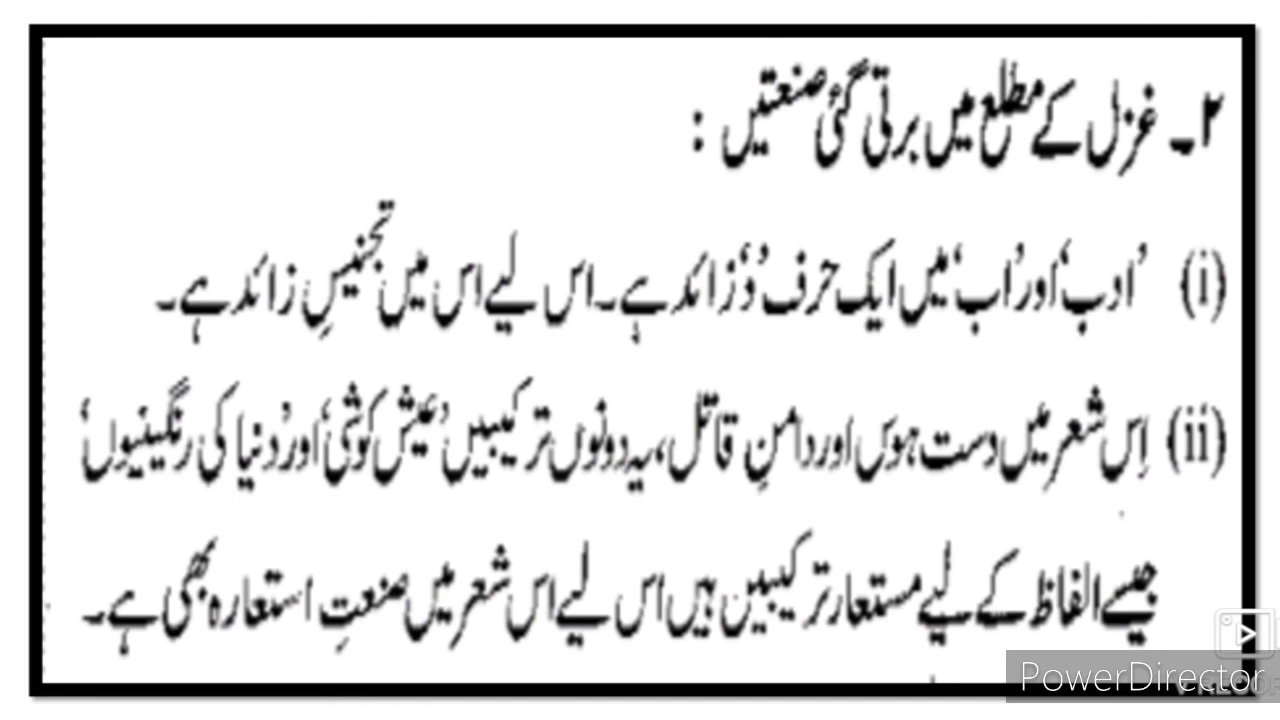 ۲۔ غزل کے مطلع میں برتی گئی صنعتیں :
(i) ’ادب‘ اور ’اب‘ میں ایک حرف ’د‘ زائد ہے۔ اس لیے اس میں تجنیسِ زائد ہے۔
(ii) اِس شعر میں دست ہوس اور دامنِ قاتل، یہ دونوں ترکیبیں ’عیش کوشی‘ اور ’دنیا کی رنگینیوں‘
جیسے الفاظ کے لیے مستعار ترکیبیں ہیں اس لیے اس شعر میں صنعتِ استعارہ بھی ہے۔
PowerDirector